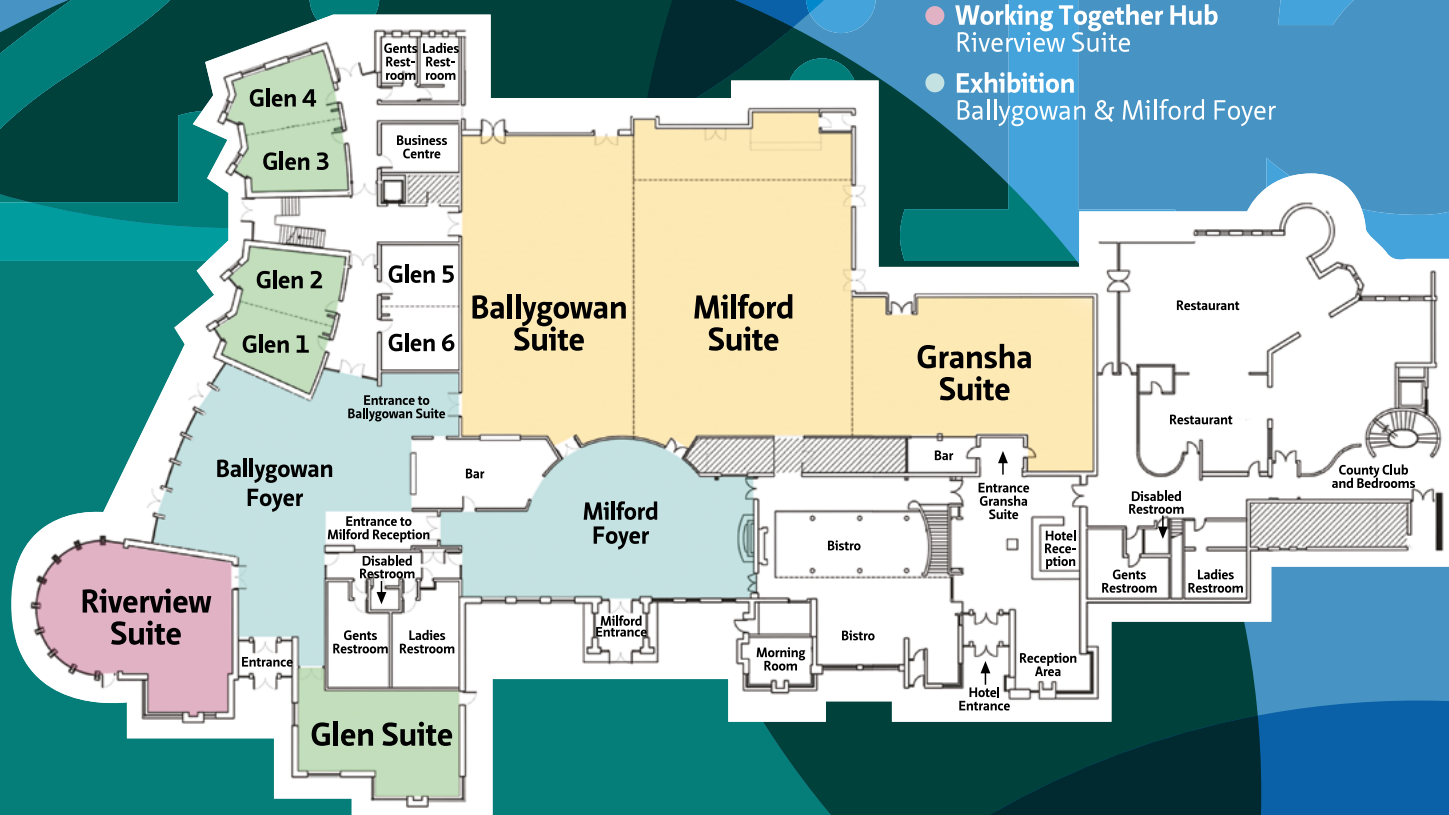 Working Together Hub
Riverview Suite
Exhibition
Ballygowan & Milford Foyer
Gents
Rest-
room
Ladies
Rest-
room
Glen 4
Glen 3
Business
Centre
Glen 2
Glen 1
Glen 5
Glen 6
Ballygowan
Suite
Milford
Suite
Gransha
Suite
Restaurant
Restaurant
Entrance to
Ballygowan Suite
Ballygowan
Foyer
Bar
Milford
Foyer
Bar
Entrance
Gransha
Suite
County Club
and Bedrooms
Disabled
Restroom
Entrance to
Milford Reception
Disabled
Restroom
Bistro
Hotel
Rece-
ption
Gents
Restroom
Ladies
Restroom
Riverview
Suite
Gents
Restroom
Ladies
Restroom
Milford
Entrance
Bistro
Morning
Room
Entrance
Reception
Area
Hotel
Entrance
Glen Suite